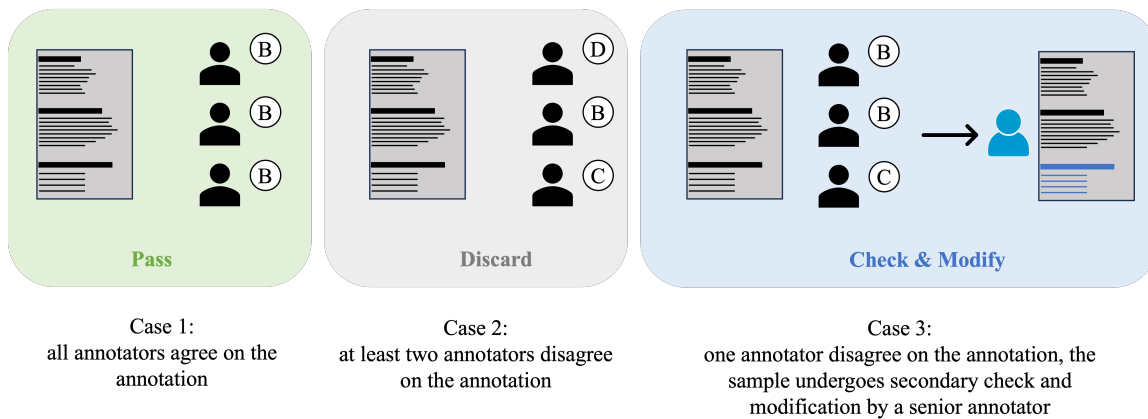 B
B
B
Pass
D
B
C
Discard
B
B
C
Check & Modify
Case 1:
all annotators agree on the
annotation
Case 2:
at least two annotators disagree
on the annotation
Case 3:
one annotator disagree on the annotation, the
sample undergoes secondary check and
modification by a senior annotator